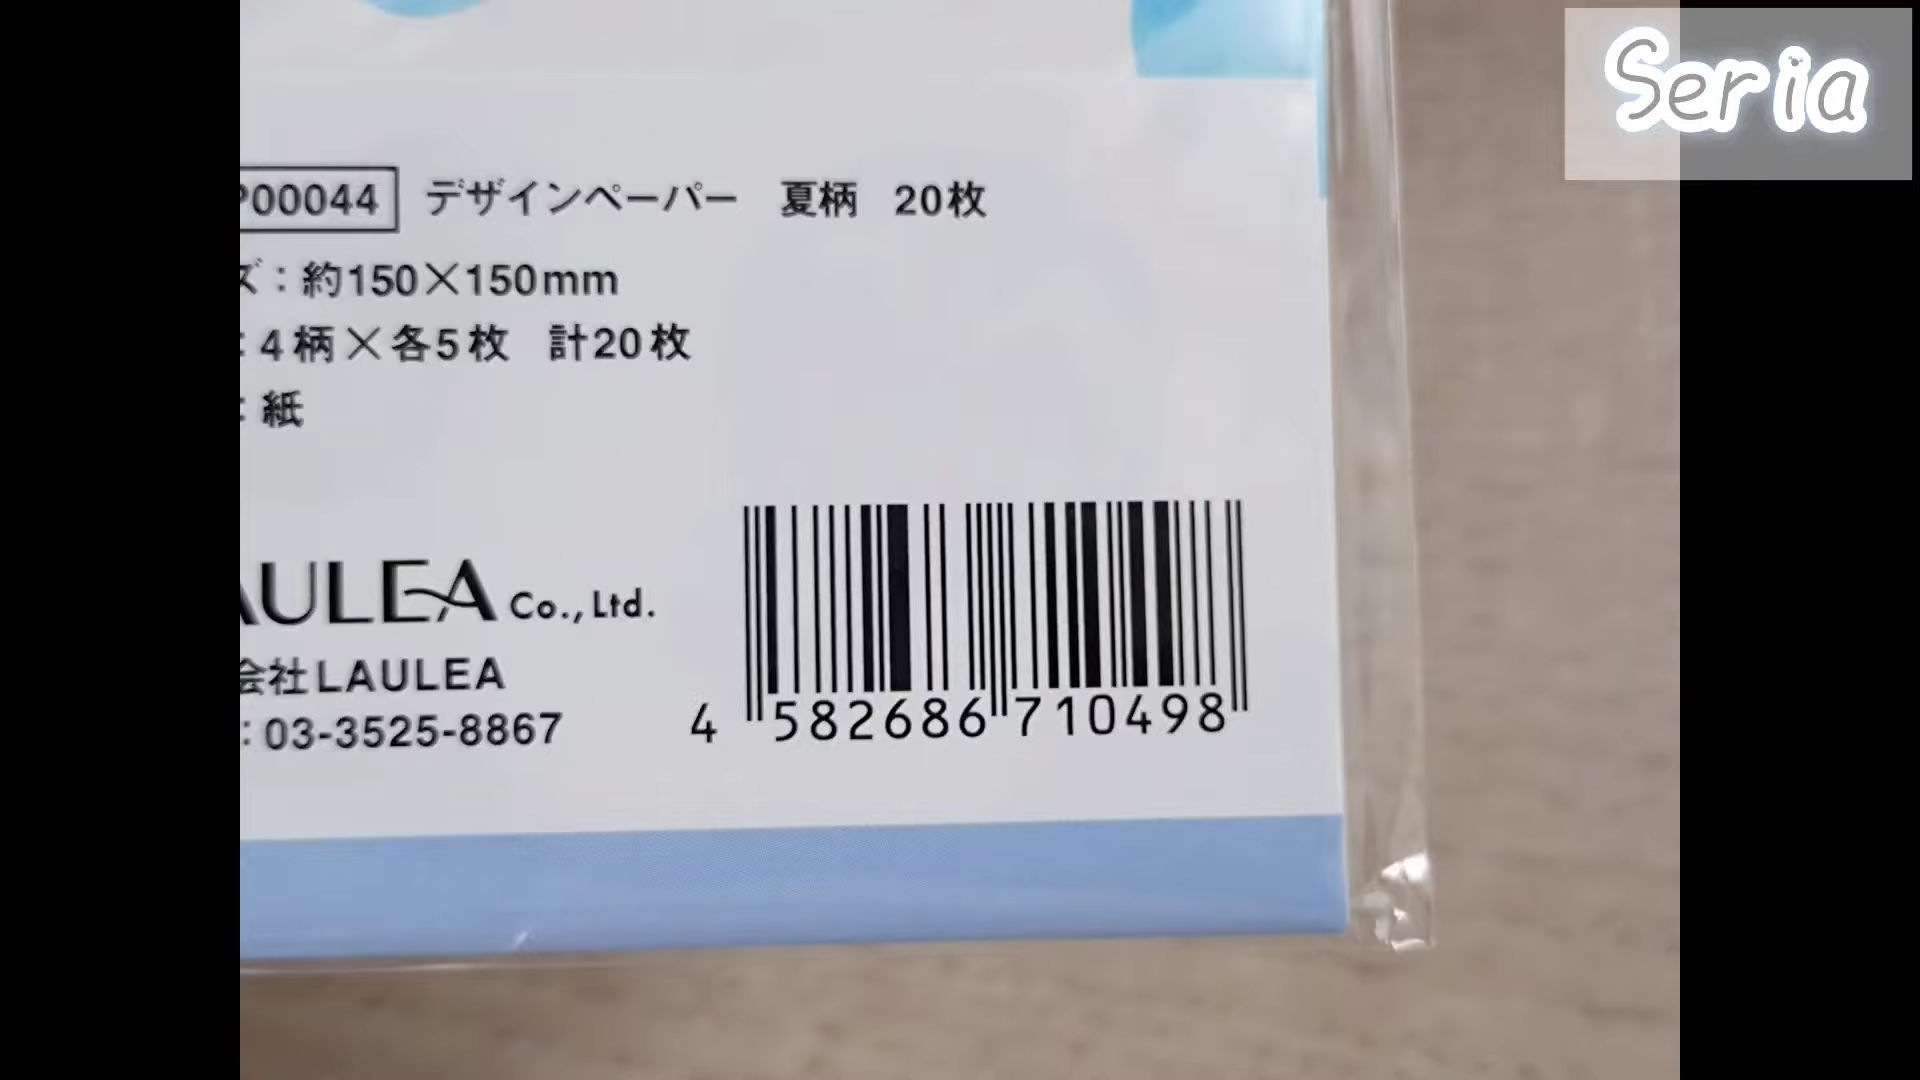 Seria
P00044 デザインペーパー 夏柄 20枚
ズ：約150×150mm
：4柄×各5枚 計20枚
：紙
AULEA Co., Ltd.
会社LAULEA
：03-3525-8867
4 582686 710498